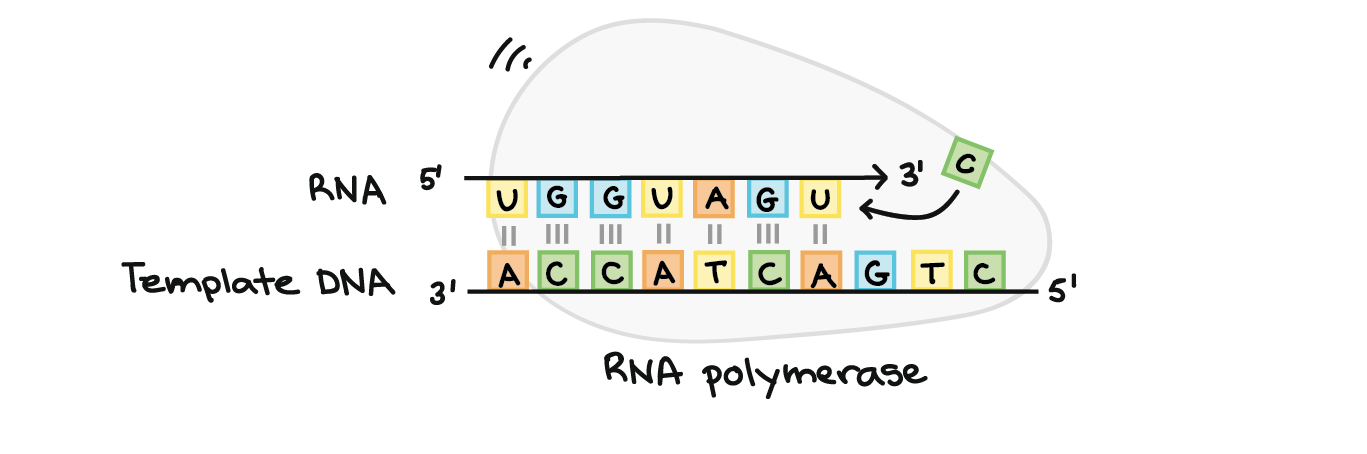 RNA 5' 3' C
U G G U A G U
A C C A T C A G T C
Template DNA 3' 5'
RNA polymerase